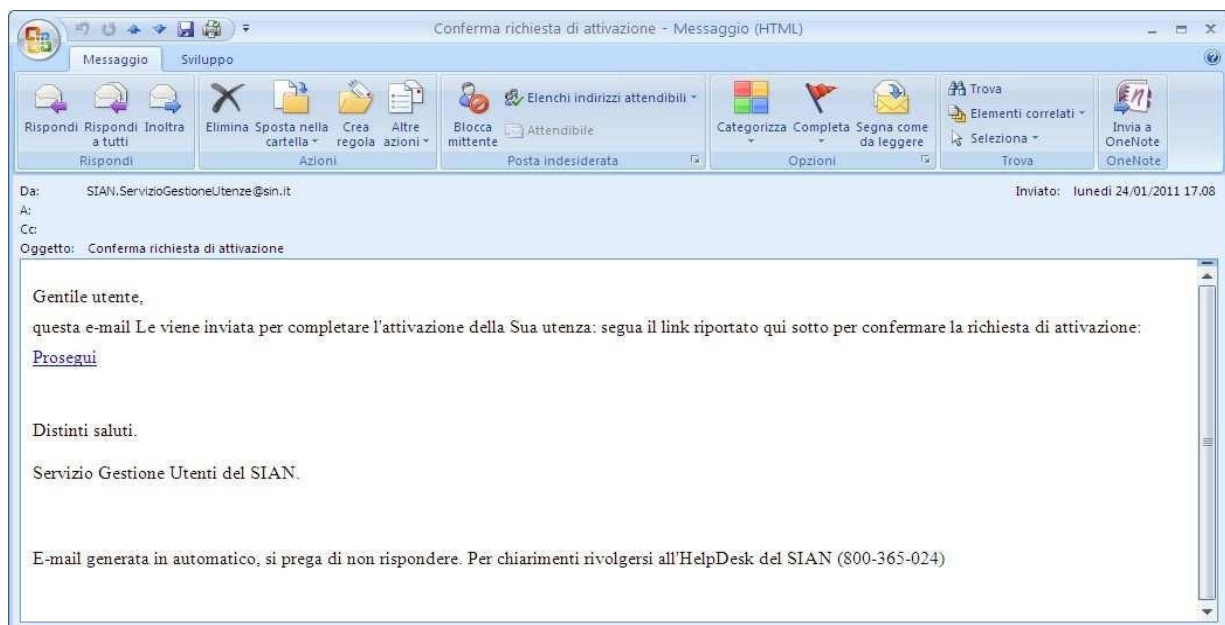 Conferma richiesta di attivazione - Messaggio (HTML)
Messaggio Sviluppo
Rispondi Rispondi a tutti Inoltra
Rispondi
Elimina Sposta nella cartella Crea regola Altre azioni
Azioni
Blocca mittente Elenchi indirizzi attendibili
Attendibile
Posta indesiderata
Categorizza Completa Segna come da leggere
Opzioni
Trova
Elementi correlati
Seleziona
Trova
Invia a OneNote
OneNote
Da: SIAN.ServizioGestioneUtenze@sin.it Inviato: lunedì 24/01/2011 17.08
A:
Cc:
Oggetto: Conferma richiesta di attivazione
Gentile utente,
questa e-mail Le viene inviata per completare l'attivazione della Sua utenza: segua il link riportato qui sotto per confermare la richiesta di attivazione:
Prosegui
Distinti saluti.
Servizio Gestione Utenti del SIAN.
E-mail generata in automatico, si prega di non rispondere. Per chiarimenti rivolgersi all'HelpDesk del SIAN (800-365-024)